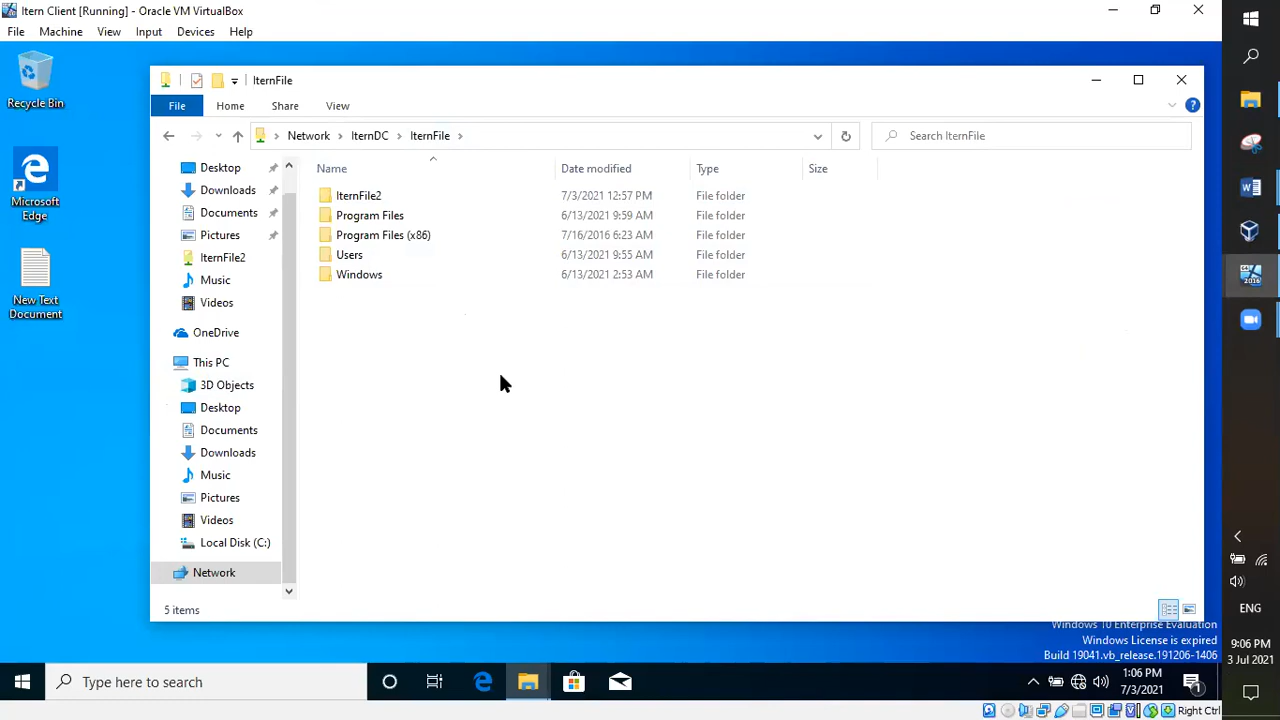 Itern Client [Running] - Oracle VM VirtualBox
File Machine View Input Devices Help
Recycle Bin
Microsoft
Edge
New Text
Document
IternFile
File Home Share View
Network IternDC IternFile
Search IternFile
Name Date modified Type Size
Desktop
Downloads
Documents
Pictures
IternFile2
Music
Videos
OneDrive
This PC
3D Objects
Desktop
Documents
Downloads
Music
Pictures
Videos
Local Disk (C:)
Network
IternFile2 7/3/2021 12:57 PM File folder
Program Files 6/13/2021 9:59 AM File folder
Program Files (x86) 7/16/2016 6:23 AM File folder
Users 6/13/2021 9:55 AM File folder
Windows 6/13/2021 2:53 AM File folder
5 items
Windows 10 Enterprise Evaluation
Windows License is expired
Build 19041.vb_release.191206-1406
Type here to search
1:06 PM
7/3/2021
1
Right Ctrl
2016
ENG
9:06 PM
3 Jul 2021